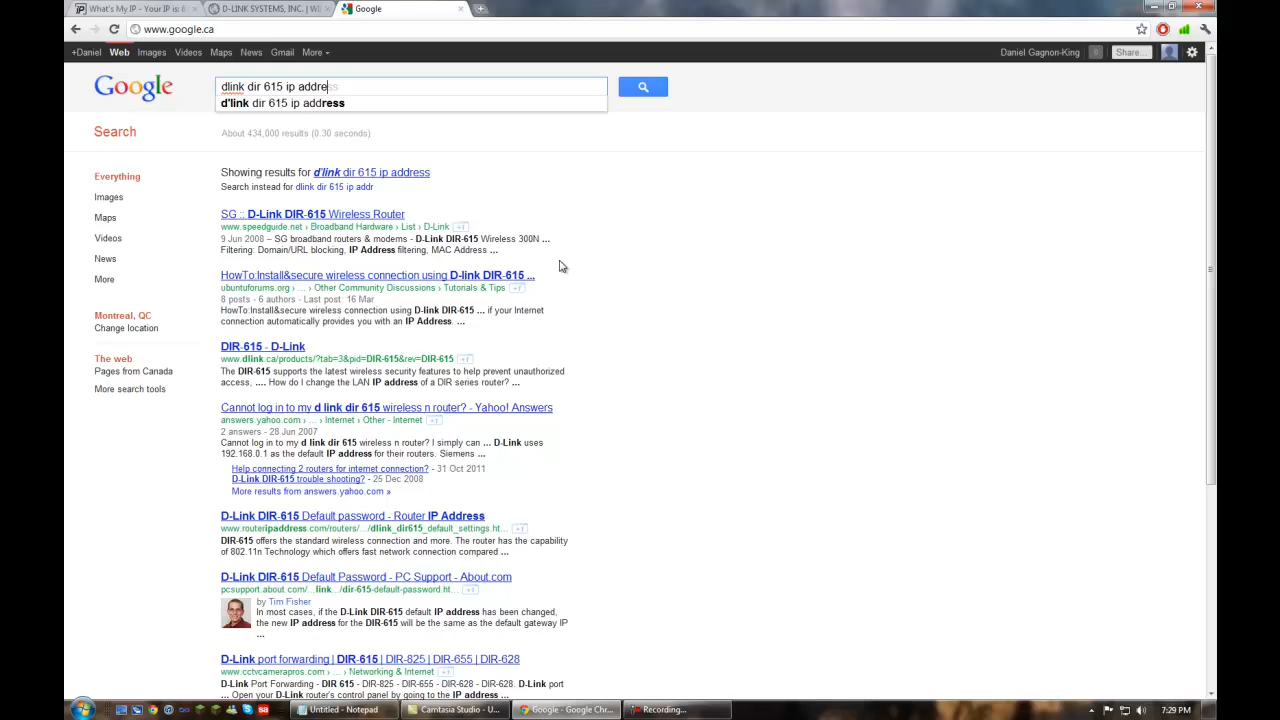 What's My IP - Your IP is: 6
D-LINK SYSTEMS, INC. | WI
Google
www.google.ca
+Daniel Web Images Videos Maps News Gmail More
Daniel Gagnon-King 0 Share...
Google
dlink dir 615 ip address
d'link dir 615 ip address
Search
About 434,000 results (0.30 seconds)
Everything
Images
Maps
Videos
News
More
Montreal, QC
Change location
The web
Pages from Canada
More search tools
Showing results for d'link dir 615 ip address
Search instead for dlink dir 615 ip addr
SG :: D-Link DIR-615 Wireless Router
www.speedguide.net › Broadband Hardware › List › D-Link +1
9 Jun 2008 – SG broadband routers & modems - D-Link DIR-615 Wireless 300N ...
Filtering: Domain/URL blocking, IP Address filtering, MAC Address ...
HowTo:Install&secure wireless connection using D-link DIR-615 ...
ubuntuforums.org › ... › Other Community Discussions › Tutorials & Tips +1
8 posts - 6 authors - Last post: 16 Mar
HowTo:Install&secure wireless connection using D-link DIR-615 ... if your Internet
connection automatically provides you with an IP Address. ...
DIR-615 - D-Link
www.dlink.ca/products/?tab=3&pid=DIR-615&rev=DIR-615 +1
The DIR-615 supports the latest wireless security features to help prevent unauthorized
access, .... How do I change the LAN IP address of a DIR series router? ...
Cannot log in to my d link dir 615 wireless n router? - Yahoo! Answers
answers.yahoo.com › ... › Internet › Other - Internet +1
2 answers - 28 Jun 2007
Cannot log in to my d link dir 615 wireless n router? I simply can ... D-Link uses
192.168.0.1 as the default IP address for their routers. Siemens ...
Help connecting 2 routers for internet connection? - 31 Oct 2011
D-Link DIR-615 trouble shooting? - 25 Dec 2008
More results from answers.yahoo.com »
D-Link DIR-615 Default password - Router IP Address
www.routeripaddress.com/routers/.../dlink_dir615_default_settings.ht... +1
DIR-615 offers the standard wireless connection and more. The router has the capability
of 802.11n Technology which offers fast network connection compared ...
D-Link DIR-615 Default Password - PC Support - About.com
pcsupport.about.com/...link.../dir-615-default-password.ht... +1
by Tim Fisher
In most cases, if the D-Link DIR-615 default IP address has been changed,
the new IP address for the DIR-615 will be the same as the default gateway IP
...
D-Link port forwarding | DIR-615 | DIR-825 | DIR-655 | DIR-628
www.cctvcamerapros.com › ... › Networking & Internet +1
D-Link Port Forwarding - DIR 615 - DIR-825 - DIR-655 - DIR-628. D-Link port
... Open your D-Link router's control panel by going to the IP address ...
Untitled - Notepad
Camtasia Studio - U...
Google - Google Chr...
Recording...
7:29 PM